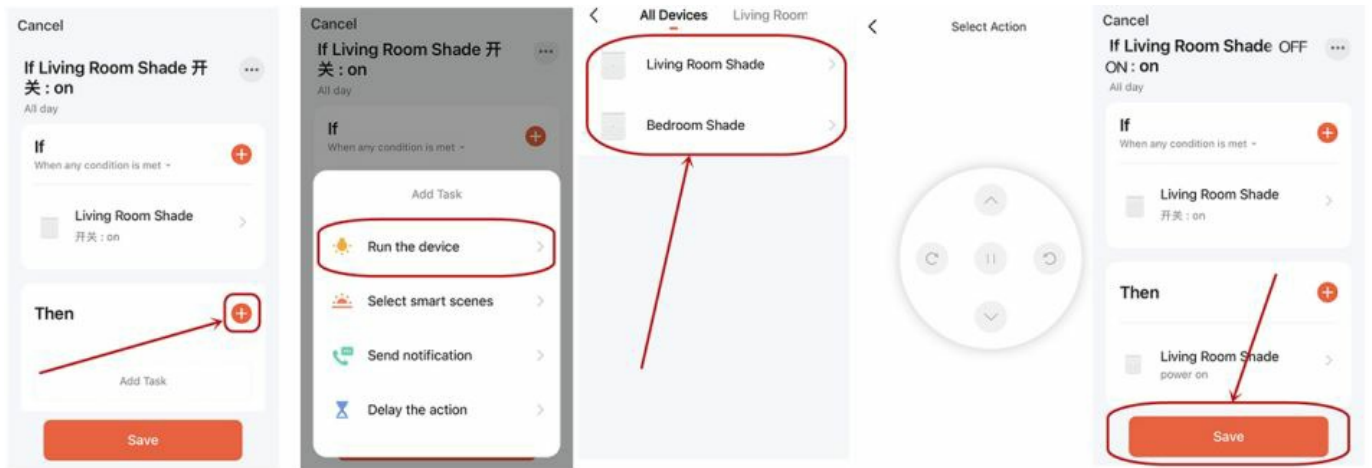 Cancel
If Living Room Shade 开
关 : on
All day
If
When any condition is met
Living Room Shade
开关 : on
Then
Add Task
Save
Cancel
If Living Room Shade 开
关 : on
All day
If
When any condition is met
Add Task
Run the device
Select smart scenes
Send notification
Delay the action
All Devices Living Room
Living Room Shade
Bedroom Shade
Select Action
Cancel
If Living Room Shade OFF
ON : on
All day
If
When any condition is met
Living Room Shade
开关 : on
Then
Living Room Shade
power on
Save